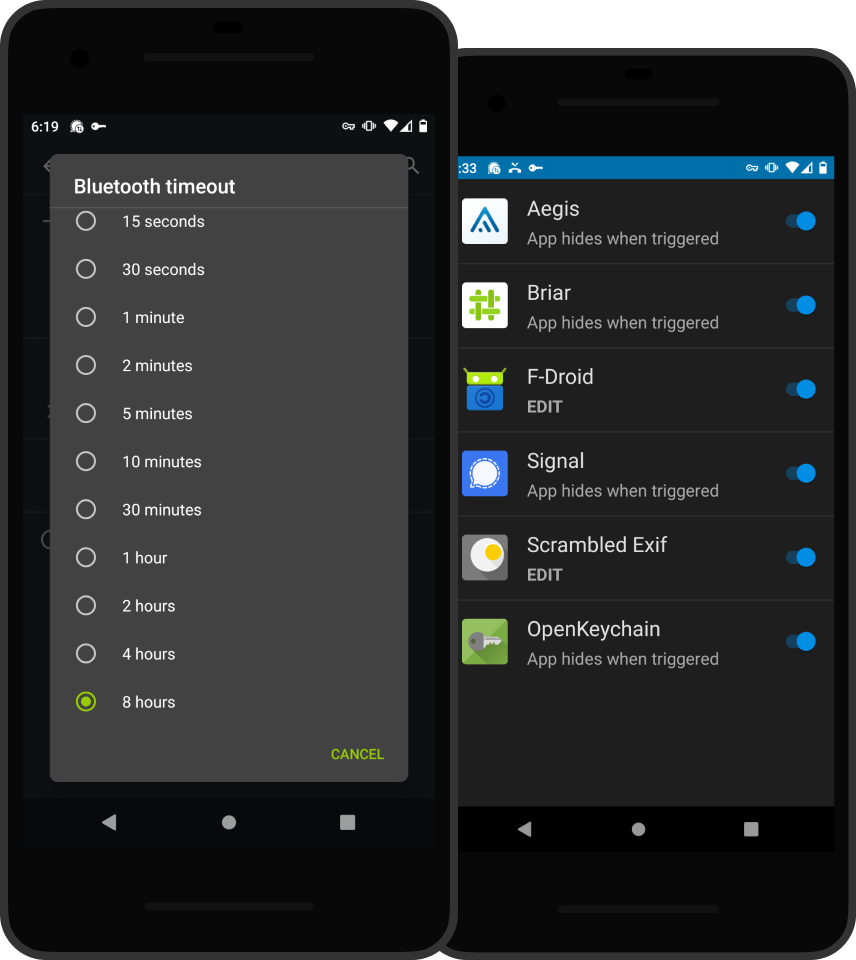 6:19
Bluetooth timeout
15 seconds
30 seconds
1 minute
2 minutes
5 minutes
10 minutes
30 minutes
1 hour
2 hours
4 hours
8 hours
CANCEL
:33
Aegis
App hides when triggered
Briar
App hides when triggered
F-Droid
EDIT
Signal
App hides when triggered
Scrambled Exif
EDIT
OpenKeychain
App hides when triggered